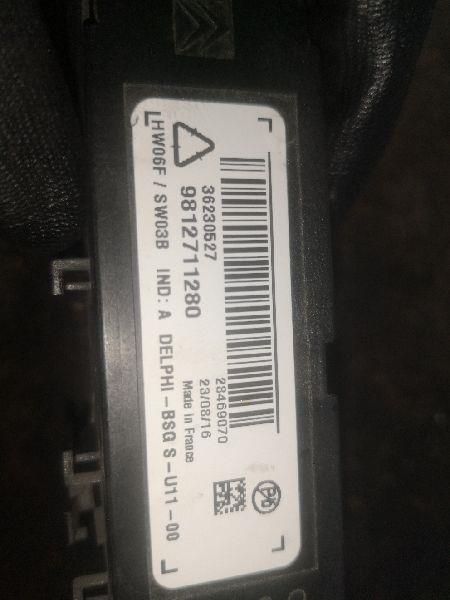 36230527
9812711280
28469070
23/08/16
Made in France
HW06F / SW03B IND: A DELPHI-BSG S-U11-00